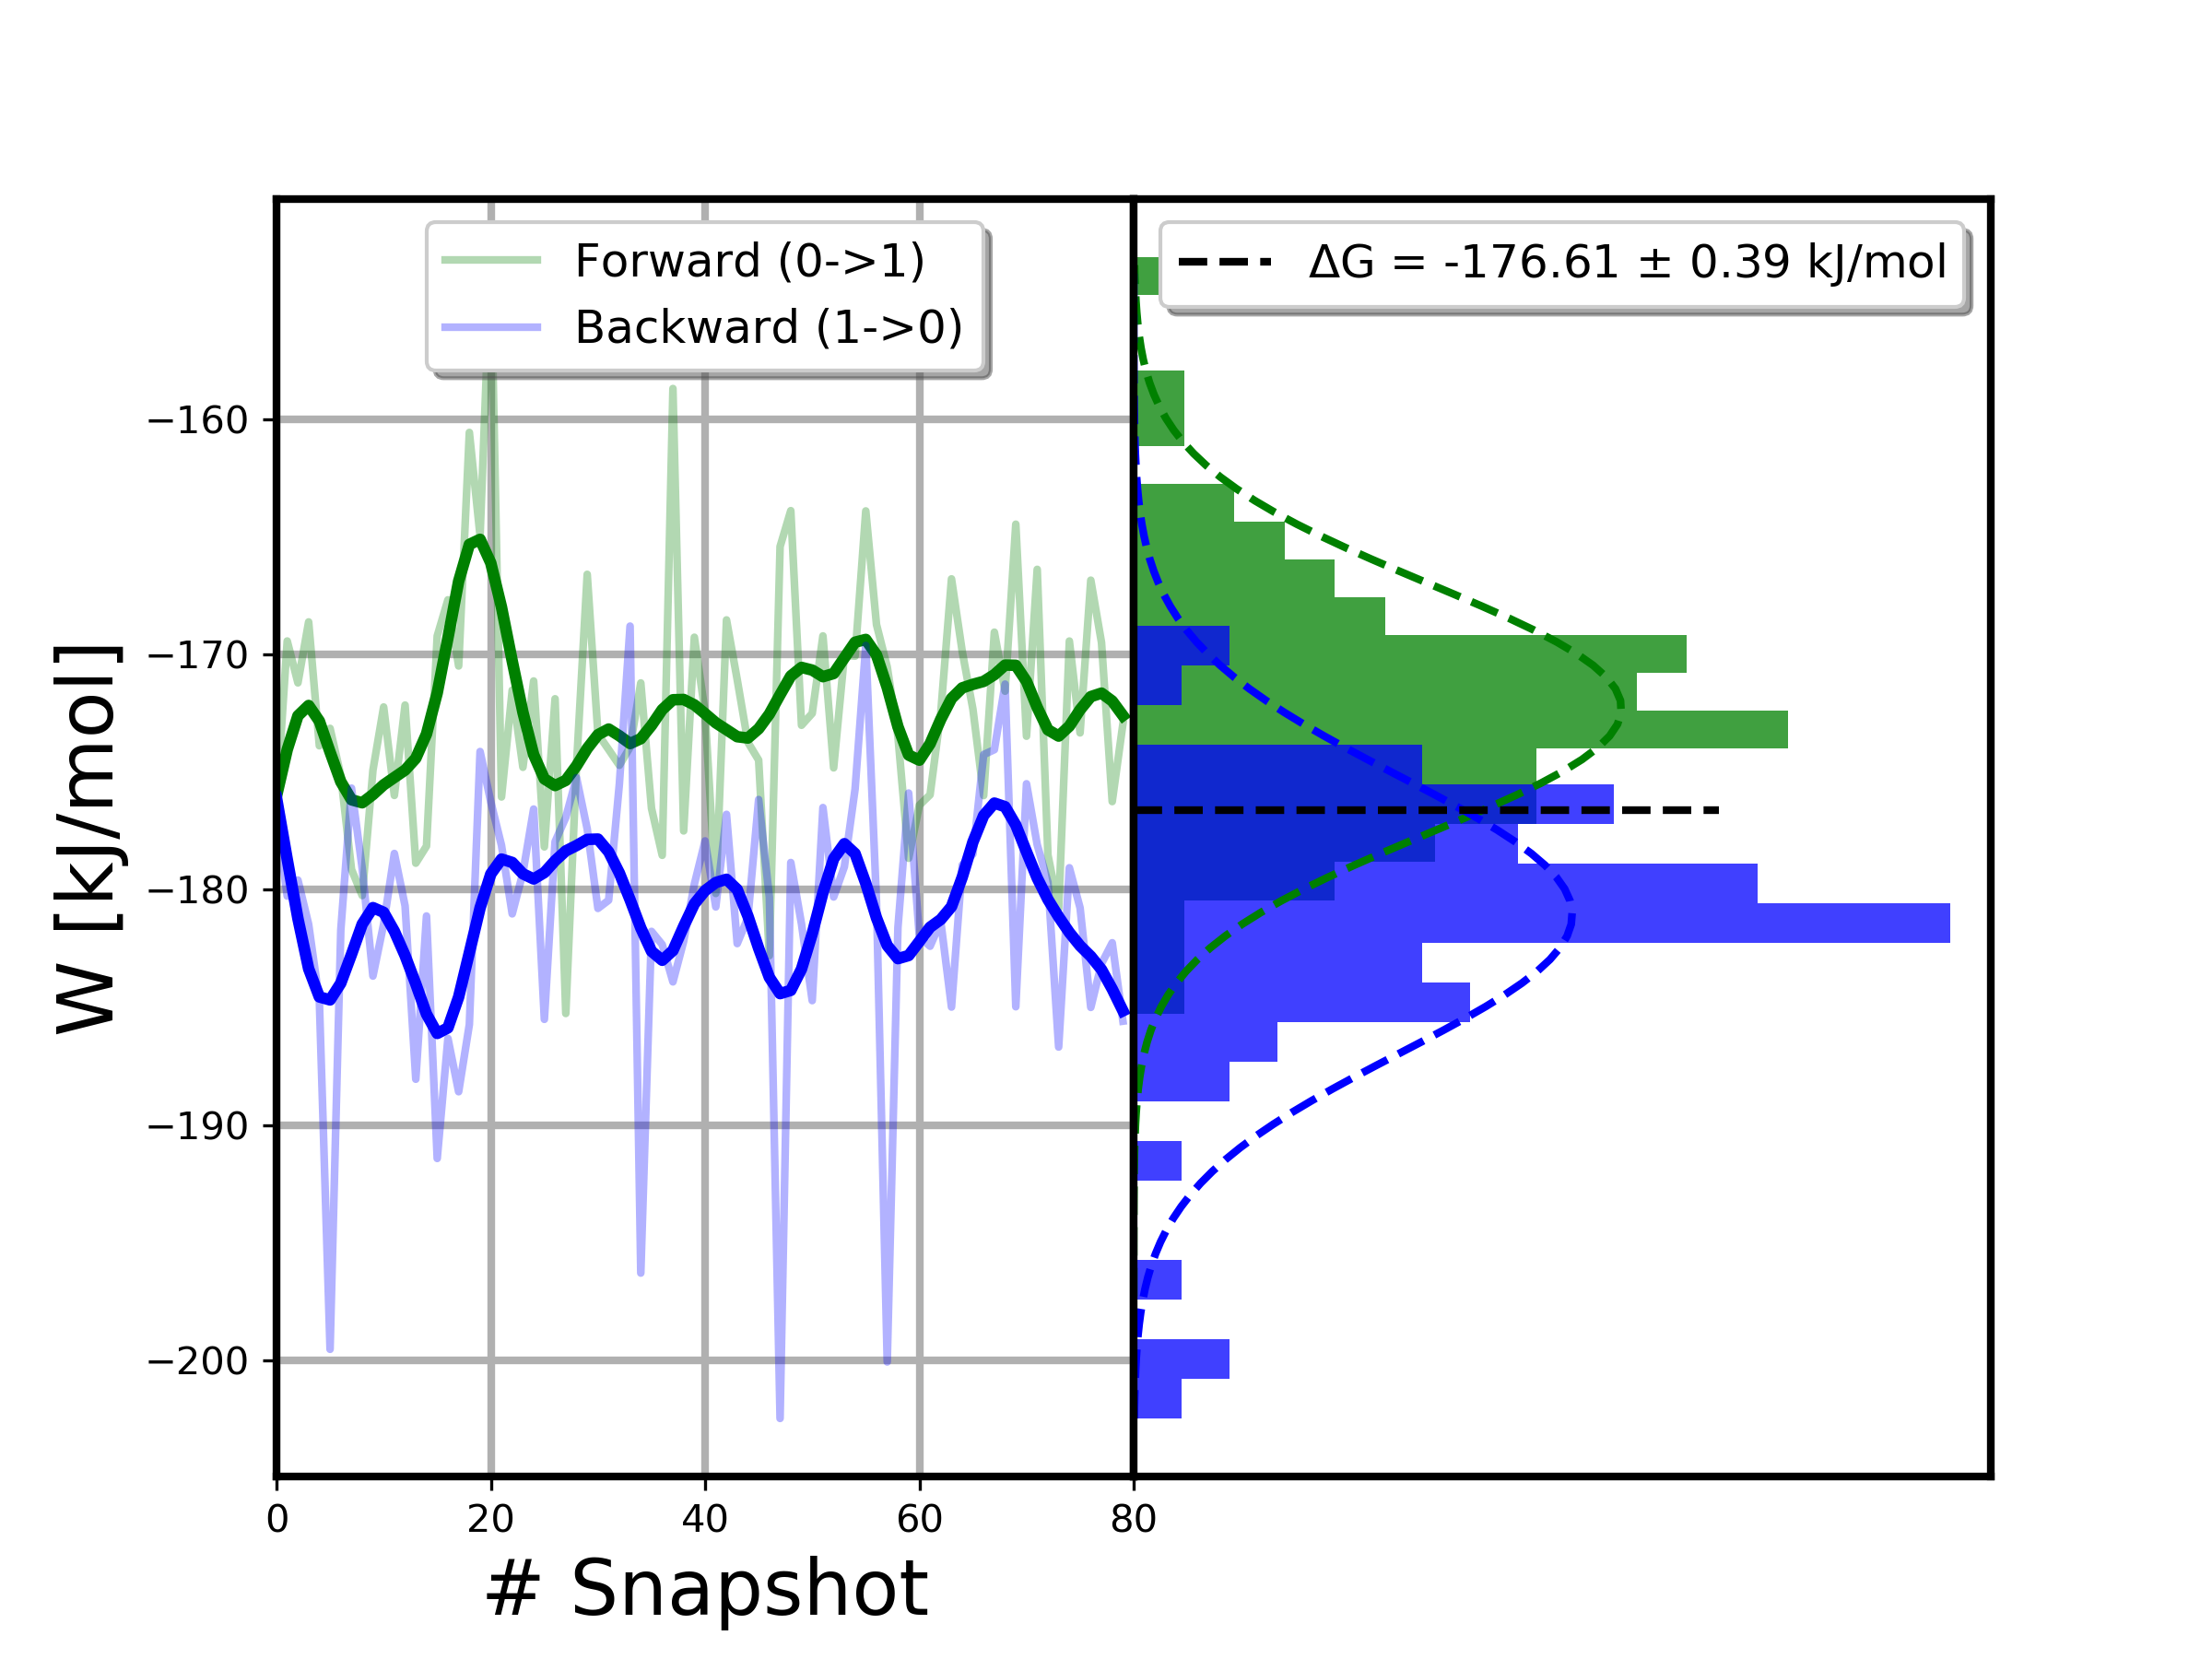 Forward (0->1)
Backward (1->0)
ΔG = -176.61 ± 0.39 kJ/mol
W [kJ/mol]
−160
−170
−180
−190
−200
0 20 40 60 80
# Snapshot